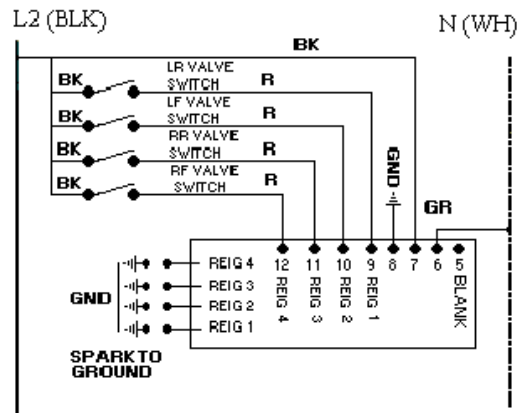 L2 (BLK)
N (WH)
BK
LR VALVE
BK SWITCH R
LF VALVE
BK SWITCH R
RR VALVE
BK SWITCH R
RF VALVE
BK SWITCH R
GND
GR
REIG 4 12 11 10 9 8 7 6 5
REIG 3
REIG 2
REIG 1
REIG 4
REIG 3
REIG 2
REIG 1
BLANK
GND
SPARK TO
GROUND